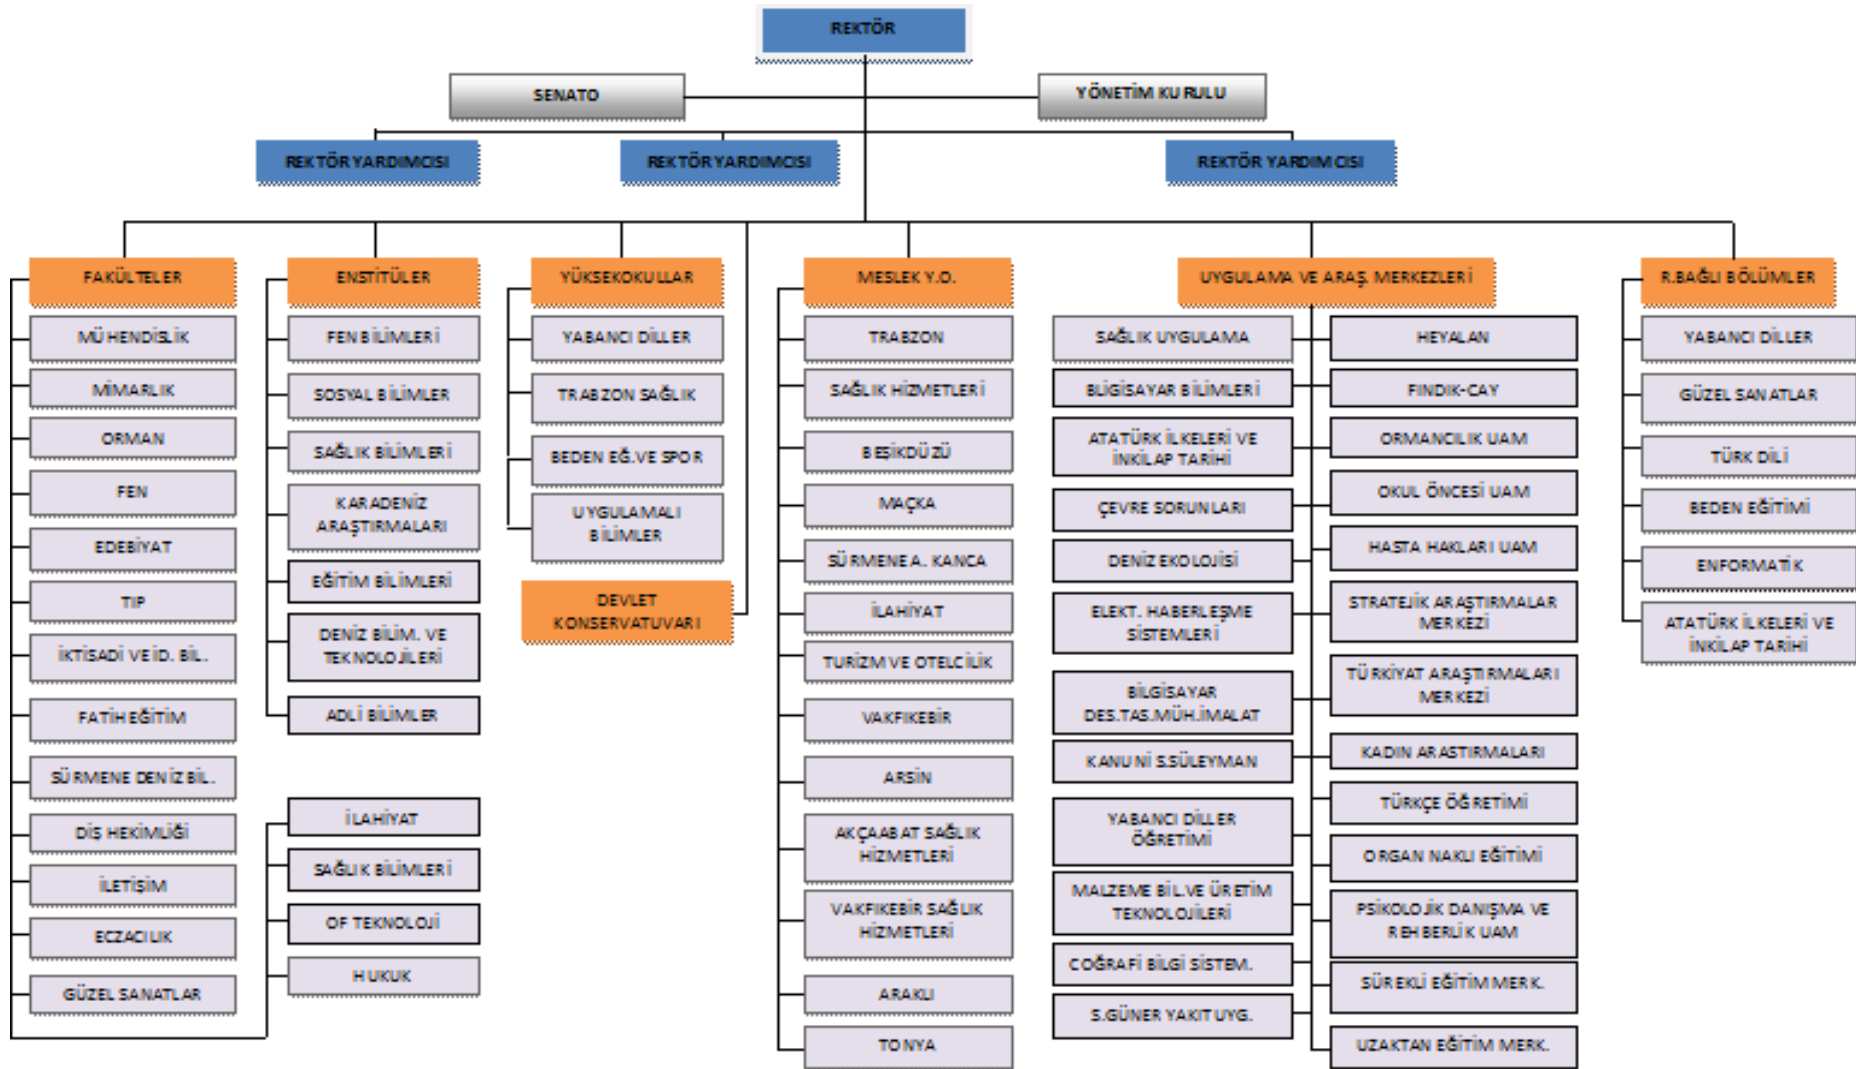 REKTÖR
SENATO
YÖNETİM KURULU
REKTÖR YARDIMCISI
REKTÖR YARDIMCISI
REKTÖR YARDIMCISI
FAKÜLTELER
MÜHENDİSLİK
MİMARLIK
ORMAN
FEN
EDEBİYAT
TIP
İKTİSADİ VE İD. BİL.
FATİH EĞİTİM
SÜRMENE DENİZ BİL.
DİŞ HEKİMLİĞİ
İLETİŞİM
ECZACILIK
GÜZEL SANATLAR
İLAHİYAT
SAĞLIK BİLİMLERİ
OF TEKNOLOJİ
HUKUK
ENSTİTÜLER
FEN BİLİMLERİ
SOSYAL BİLİMLER
SAĞLIK BİLİMLERİ
KARADENİZ
ARAŞTIRMALARI
EĞİTİM BİLİMLERİ
DENİZ BİLİM. VE
TEKNOLOJİLERİ
ADLİ BİLİMLER
YÜKSEKOKULLAR
YABANCI DİLLER
TRABZON SAĞLIK
BEDEN EĞ.VE SPOR
UYGULAMALI
BİLİMLER
DEVLET
KONSERVATUVARI
MESLEK Y.O.
TRABZON
SAĞLIK HİZMETLERİ
BEŞİKDÜZÜ
MAÇKA
SÜRMENE A. KANCA
İLAHİYAT
TURİZM VE OTELCİLİK
VAKFIKEBİR
ARSİN
AKÇAABAT SAĞLIK
HİZMETLERİ
VAKFIKEBİR SAĞLIK
HİZMETLERİ
ARAKLI
TONYA
UYGULAMA VE ARAŞ. MERKEZLERİ
SAĞLIK UYGULAMA
BLİGİSAYAR BİLİMLERİ
ATATÜRK İLKELERİ VE
İNKİLAP TARİHİ
ÇEVRE SORUNLARI
DENİZ EKOLOJİSİ
ELEKT. HABERLEŞME
SİSTEMLERİ
BİLGİSAYAR
DES.TAS.MÜH.İMALAT
KANUNİ S.SÜLEYMAN
YABANCI DİLLER
ÖĞRETİMİ
MALZEME BİL.VE ÜRETİM
TEKNOLOJİLERİ
COĞRAFİ BİLGİ SİSTEM.
S.GÜNER YAKIT UYG.
HEYALAN
FINDIK-CAY
ORMANCILIK UAM
OKUL ÖNCESİ UAM
HASTA HAKLARI UAM
STRATEJİK ARAŞTIRMALAR
MERKEZİ
TÜRKİYAT ARAŞTIRMALARI
MERKEZİ
KADIN ARASTIRMALARI
TÜRKÇE ÖĞRETİMİ
ORGAN NAKLI EĞİTİMİ
PSİKOLOJİK DANIŞMA VE
REHBERLİK UAM
SÜREKLİ EĞİTİM MERK.
UZAKTAN EĞİTİM MERK.
R.BAĞLI BÖLÜMLER
YABANCI DİLLER
GÜZEL SANATLAR
TÜRK DİLİ
BEDEN EĞİTİMİ
ENFORMATİK
ATATÜRK İLKELERİ VE
İNKİLAP TARİHİ